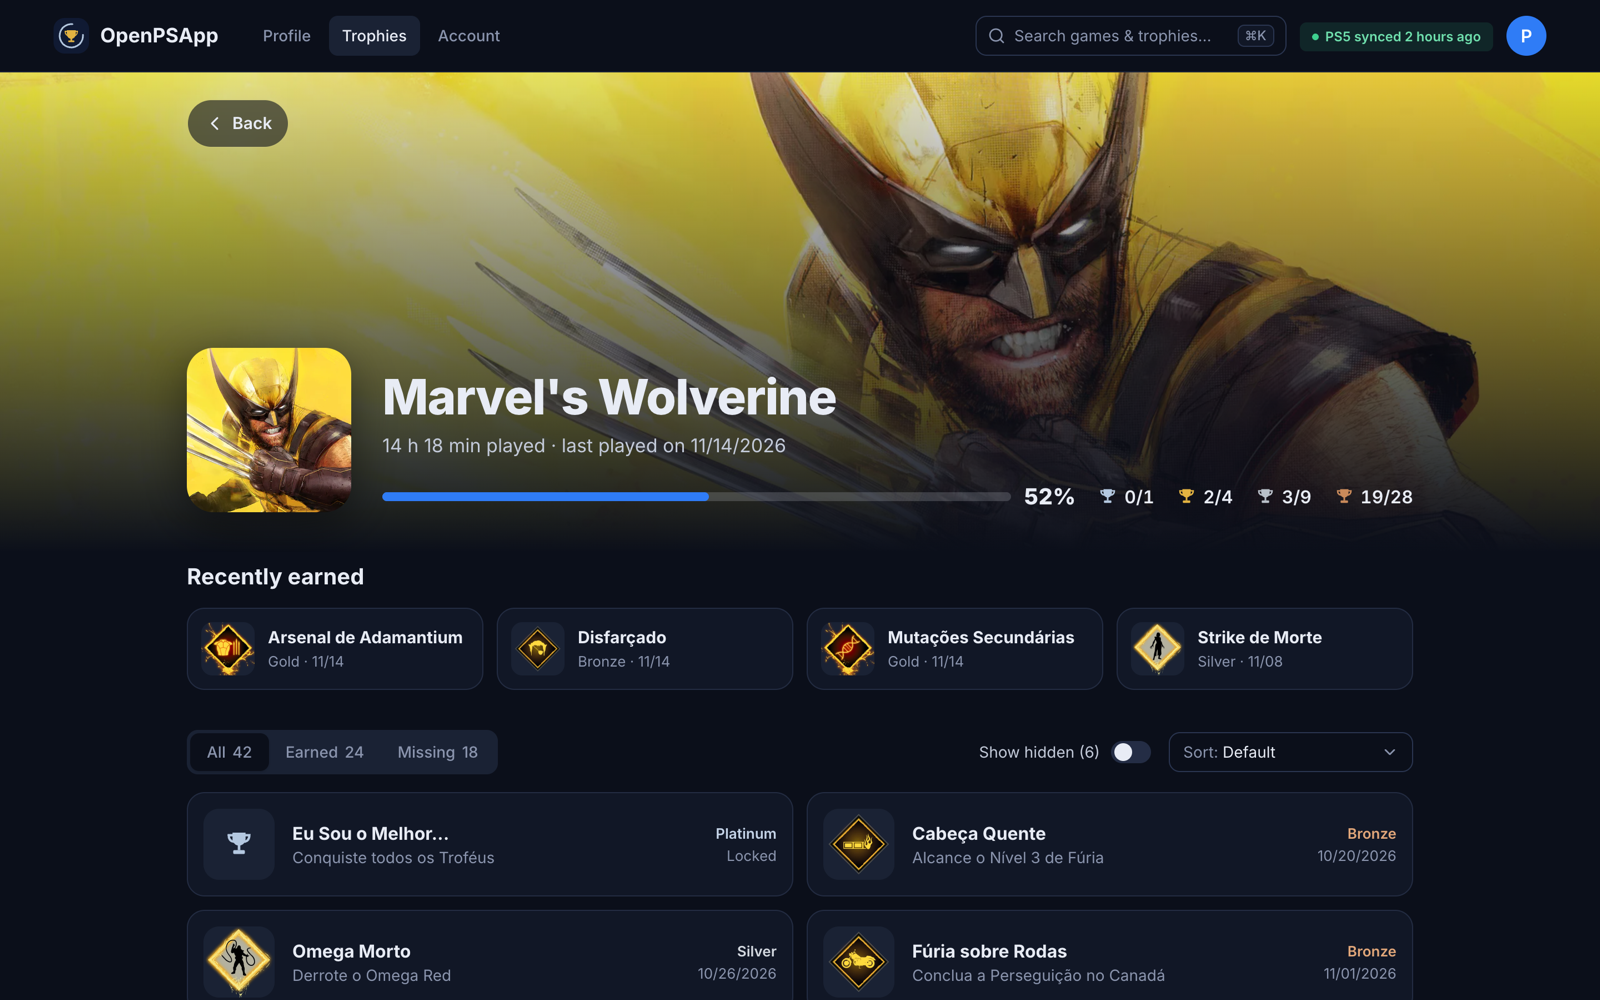 OpenPSApp
Profile
Trophies
Account
Search games & trophies...
⌘K
PS5 synced 2 hours ago
P
Back
Marvel's Wolverine
14 h 18 min played · last played on 11/14/2026
52%
0/1
2/4
3/9
19/28
Recently earned
Arsenal de Adamantium
Gold · 11/14
Disfarçado
Bronze · 11/14
Mutações Secundárias
Gold · 11/14
Strike de Morte
Silver · 11/08
All 42
Earned 24
Missing 18
Show hidden (6)
Sort: Default
Eu Sou o Melhor...
Conquiste todos os Troféus
Platinum
Locked
Cabeça Quente
Alcance o Nível 3 de Fúria
Bronze
10/20/2026
Omega Morto
Derrote o Omega Red
Silver
10/26/2026
Fúria sobre Rodas
Conclua a Perseguição no Canadá
Bronze
11/01/2026